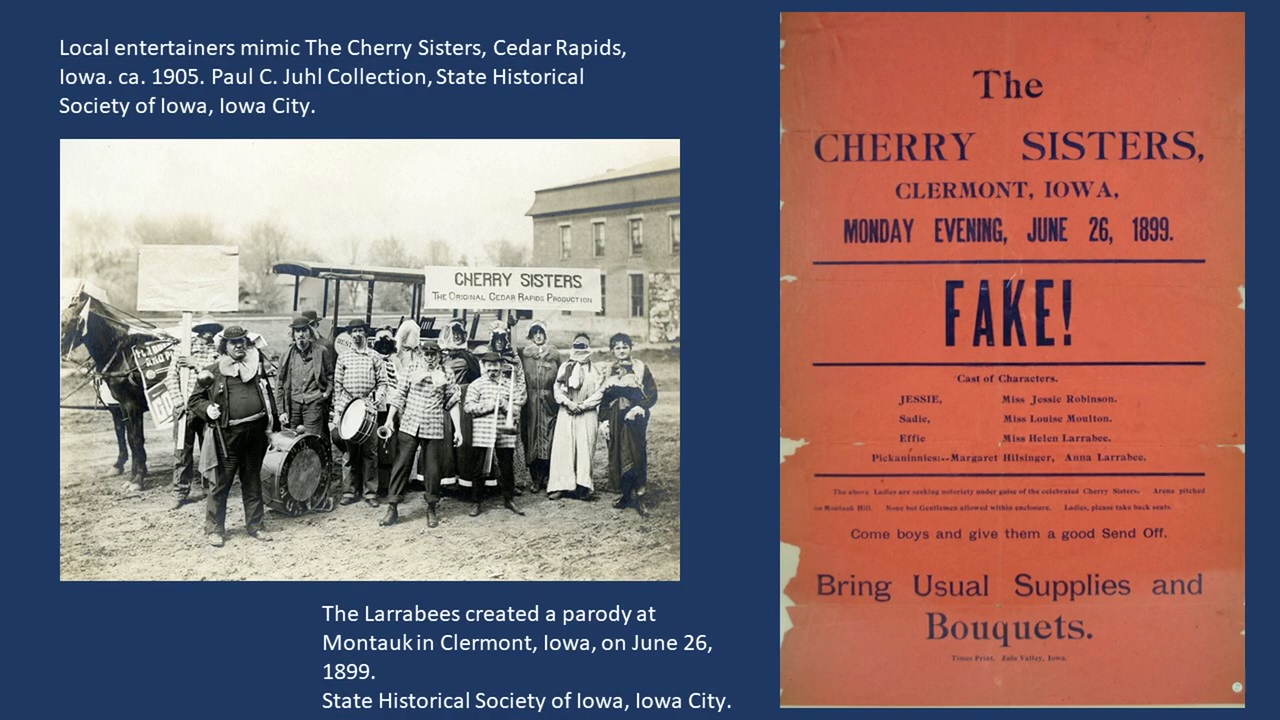 Local entertainers mimic The Cherry Sisters, Cedar Rapids,
Iowa. ca. 1905. Paul C. Juhl Collection, State Historical
Society of Iowa, Iowa City.
CHERRY SISTERS
THE ORIGINAL CEDAR RAPIDS PRODUCTION
The Larrabees created a parody at
Montauk in Clermont, Iowa, on June 26,
1899.
State Historical Society of Iowa, Iowa City.
The
CHERRY SISTERS,
CLERMONT, IOWA,
MONDAY EVENING, JUNE 26, 1899.
FAKE!
Cast of Characters.
JESSIE, Miss Jessie Robinson.
Sadie, Miss Louise Moulton.
Effie Miss Helen Larrabee.
Pickaninnies:--Margaret Hilsinger, Anna Larrabee.
The above Ladies are seeking notoriety under guise of the celebrated Cherry Sisters. Arena pitched
on Montauk Hill. None but Gentlemen allowed within enclosure. Ladies, please take back seats.
Come boys and give them a good Send Off.
Bring Usual Supplies and
Bouquets.
Times Print, Zulu Valley, Iowa.